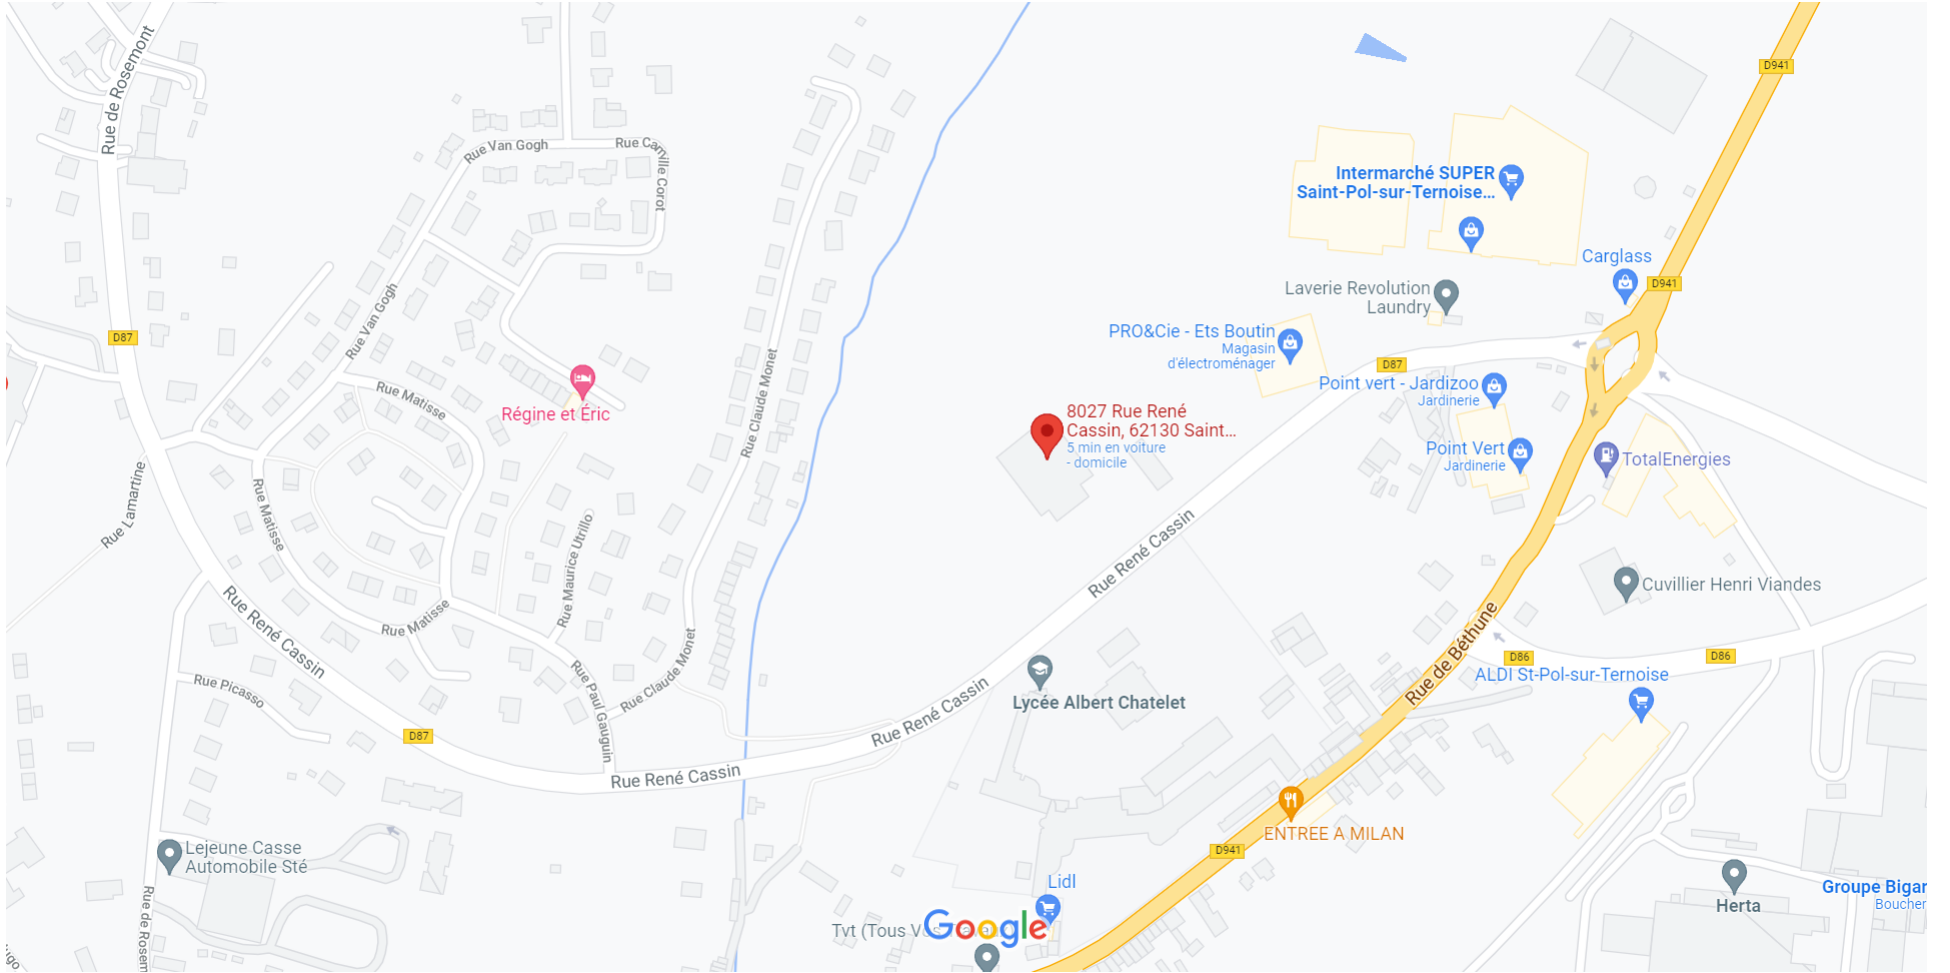 Rue de Rosemont
D941
Rue Van Gogh
Rue Camille Corot
Intermarché SUPER
Saint-Pol-sur-Ternoise...
Carglass
D941
Laverie Revolution
Laundry
Rue Van Gogh
D87
PRO&Cie - Ets Boutin
Magasin
d'électroménager
D87
Rue Matisse
Régine et Éric
Rue Claude Monet
Point vert - Jardizoo
Jardinerie
8027 Rue René
Cassin, 62130 Saint...
5 min en voiture
- domicile
Point Vert
Jardinerie
TotalEnergies
Rue Lamartine
Rue Matisse
Rue Maurice Utrillo
Rue René Cassin
Cuvillier Henri Viandes
Rue René Cassin
Rue Matisse
Rue de Béthune
D86
D86
ALDI St-Pol-sur-Ternoise
Rue Picasso
Rue Paul Gauguin
Rue Claude Monet
Lycée Albert Chatelet
Rue René Cassin
D87
Rue René Cassin
ENTREE A MILAN
D941
Lejeune Casse
Automobile Sté
Lidl
Groupe Bigar
Boucher
Herta
Rue de Rosem
Tvt (Tous V
Google